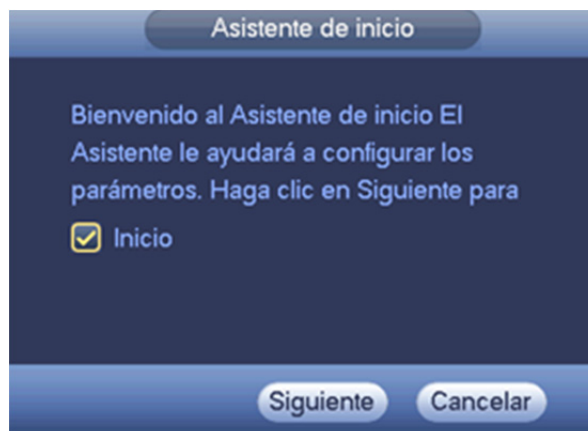 Asistente de inicio
Bienvenido al Asistente de inicio El
Asistente le ayudará a configurar los
parámetros. Haga clic en Siguiente para
Inicio
Siguiente Cancelar